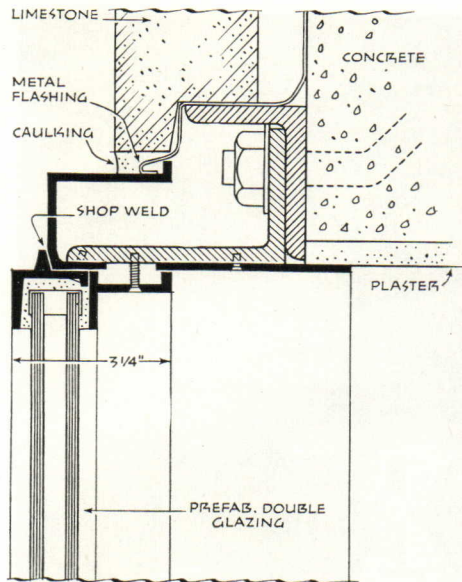 LIMESTONE
CONCRETE
METAL
FLASHING
CAULKING
SHOP WELD
PLASTER
3 1/4"
PREFAB. DOUBLE
GLAZING